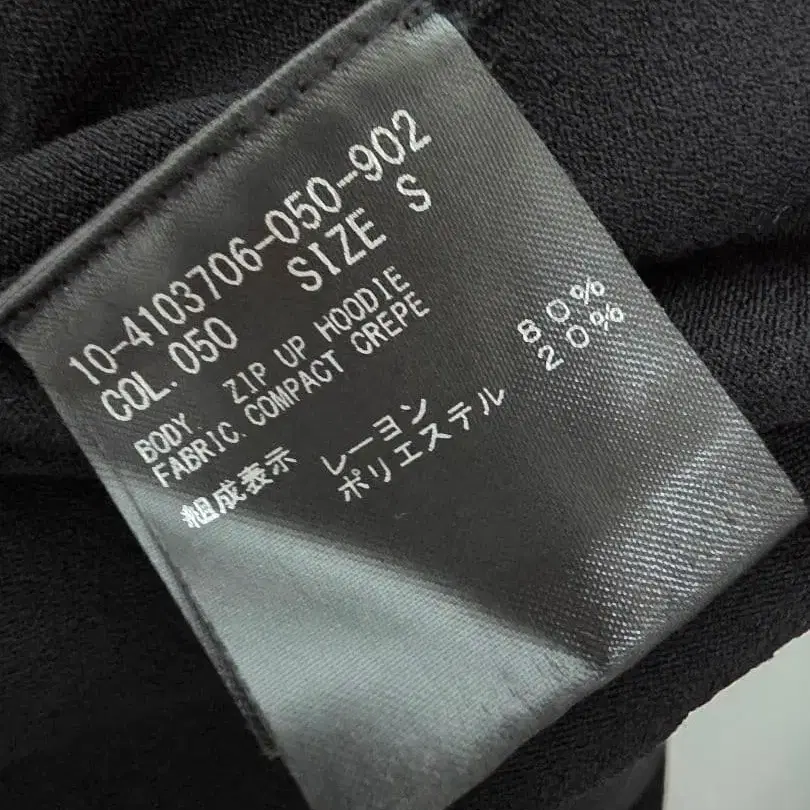 10-4103706-050-902
COL.050 SIZE S
BODY. ZIP UP HOODIE
FABRIC.COMPACT CREPE
組成表示 レーヨン 80%
ポリエステル 20%